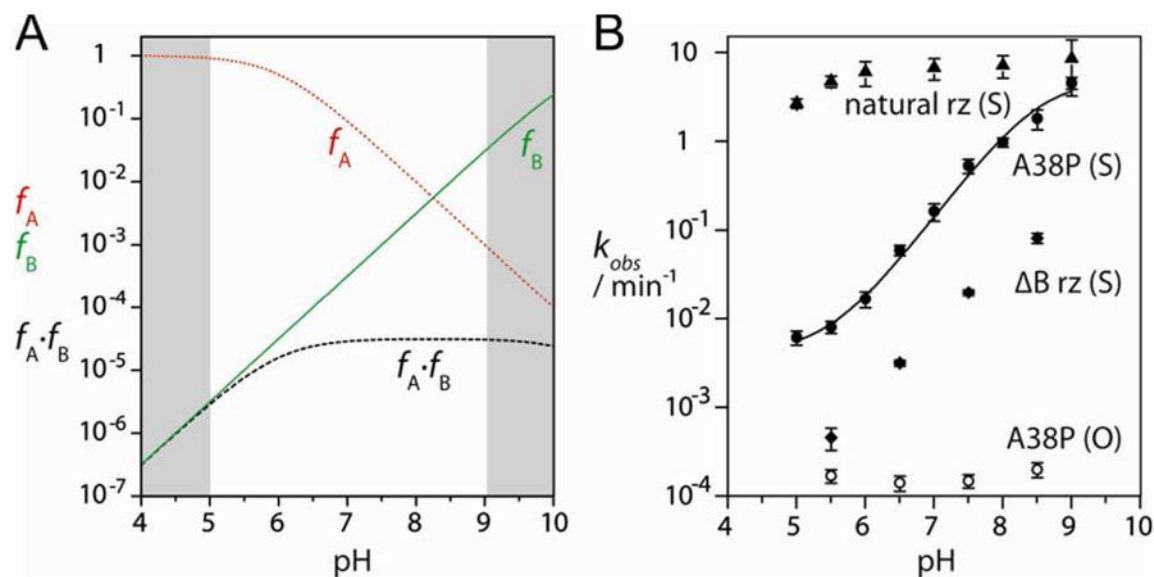 A
1
10⁻¹
10⁻²
10⁻³
10⁻⁴
10⁻⁵
10⁻⁶
10⁻⁷
f_A
f_B
f_A·f_B
f_A
f_B
f_A·f_B
4 5 6 7 8 9 10
pH
B
10
1
10⁻¹
10⁻²
10⁻³
10⁻⁴
k_obs
/ min⁻¹
natural rz (S)
A38P (S)
ΔB rz (S)
A38P (O)
4 5 6 7 8 9 10
pH